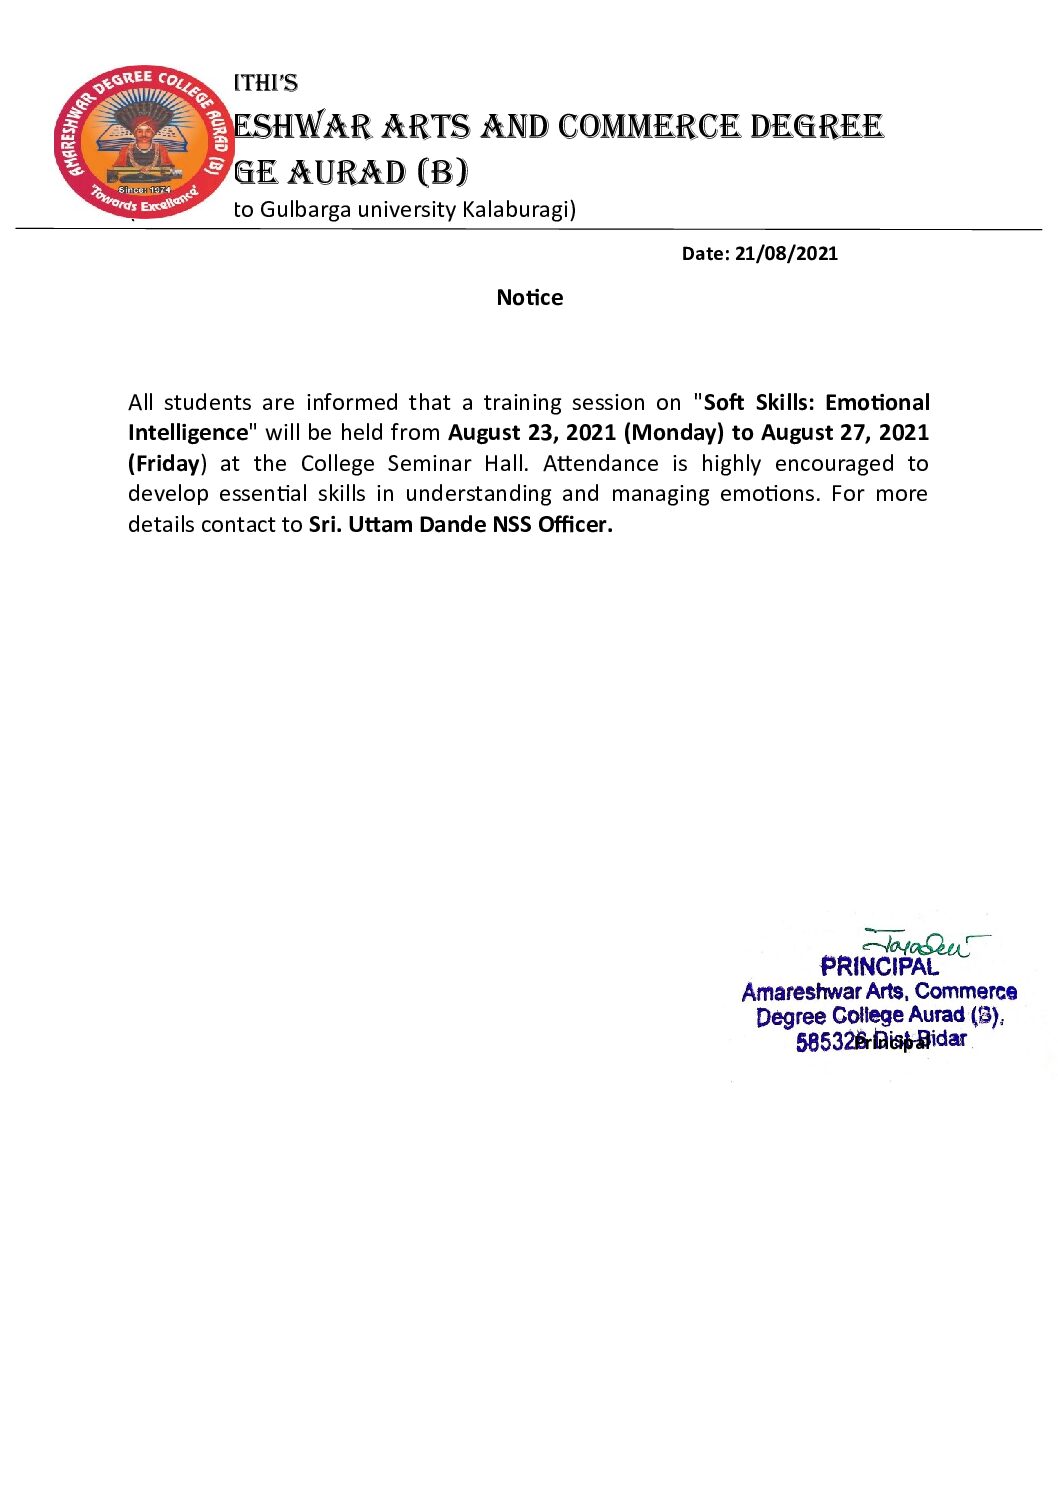 AMARESHWAR DEGREE COLLEGE AURAD (B)
Since 1974
'Towards Excellence'
ITHI'S
ESHWAR ARTS AND COMMERCE DEGREE
GE AURAD (B)
to Gulbarga university Kalaburagi)
Date: 21/08/2021
Notice
All students are informed that a training session on "Soft Skills: Emotional
Intelligence" will be held from August 23, 2021 (Monday) to August 27, 2021
(Friday) at the College Seminar Hall. Attendance is highly encouraged to
develop essential skills in understanding and managing emotions. For more
details contact to Sri. Uttam Dande NSS Officer.
PRINCIPAL
Amareshwar Arts, Commerce
Degree College Aurad (B).
585326 Dist Bidar
Principal